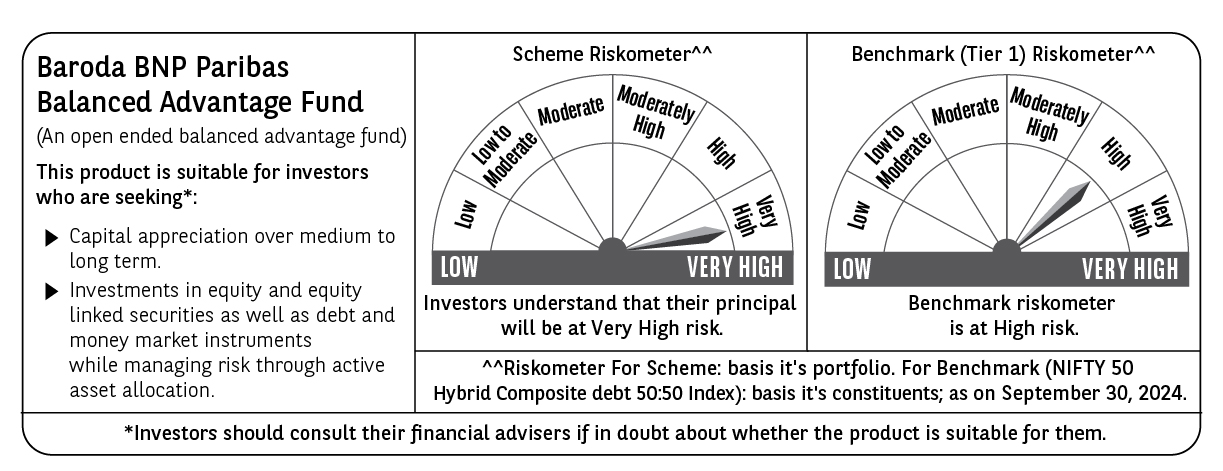 Baroda BNP Paribas
Balanced Advantage Fund
(An open ended balanced advantage fund)
This product is suitable for investors
who are seeking*:
▶ Capital appreciation over medium to
long term.
▶ Investments in equity and equity
linked securities as well as debt and
money market instruments
while managing risk through active
asset allocation.
Scheme Riskometer^^
Low
Low to
Moderate
Moderate
Moderately
High
High
Very
High
LOW
VERY HIGH
Investors understand that their principal
will be at Very High risk.
Benchmark (Tier 1) Riskometer^^
Low
Low to
Moderate
Moderate
Moderately
High
High
Very
High
LOW
VERY HIGH
Benchmark riskometer
is at High risk.
^^Riskometer For Scheme: basis it's portfolio. For Benchmark (NIFTY 50
Hybrid Composite debt 50:50 Index): basis it's constituents; as on September 30, 2024.
*Investors should consult their financial advisers if in doubt about whether the product is suitable for them.